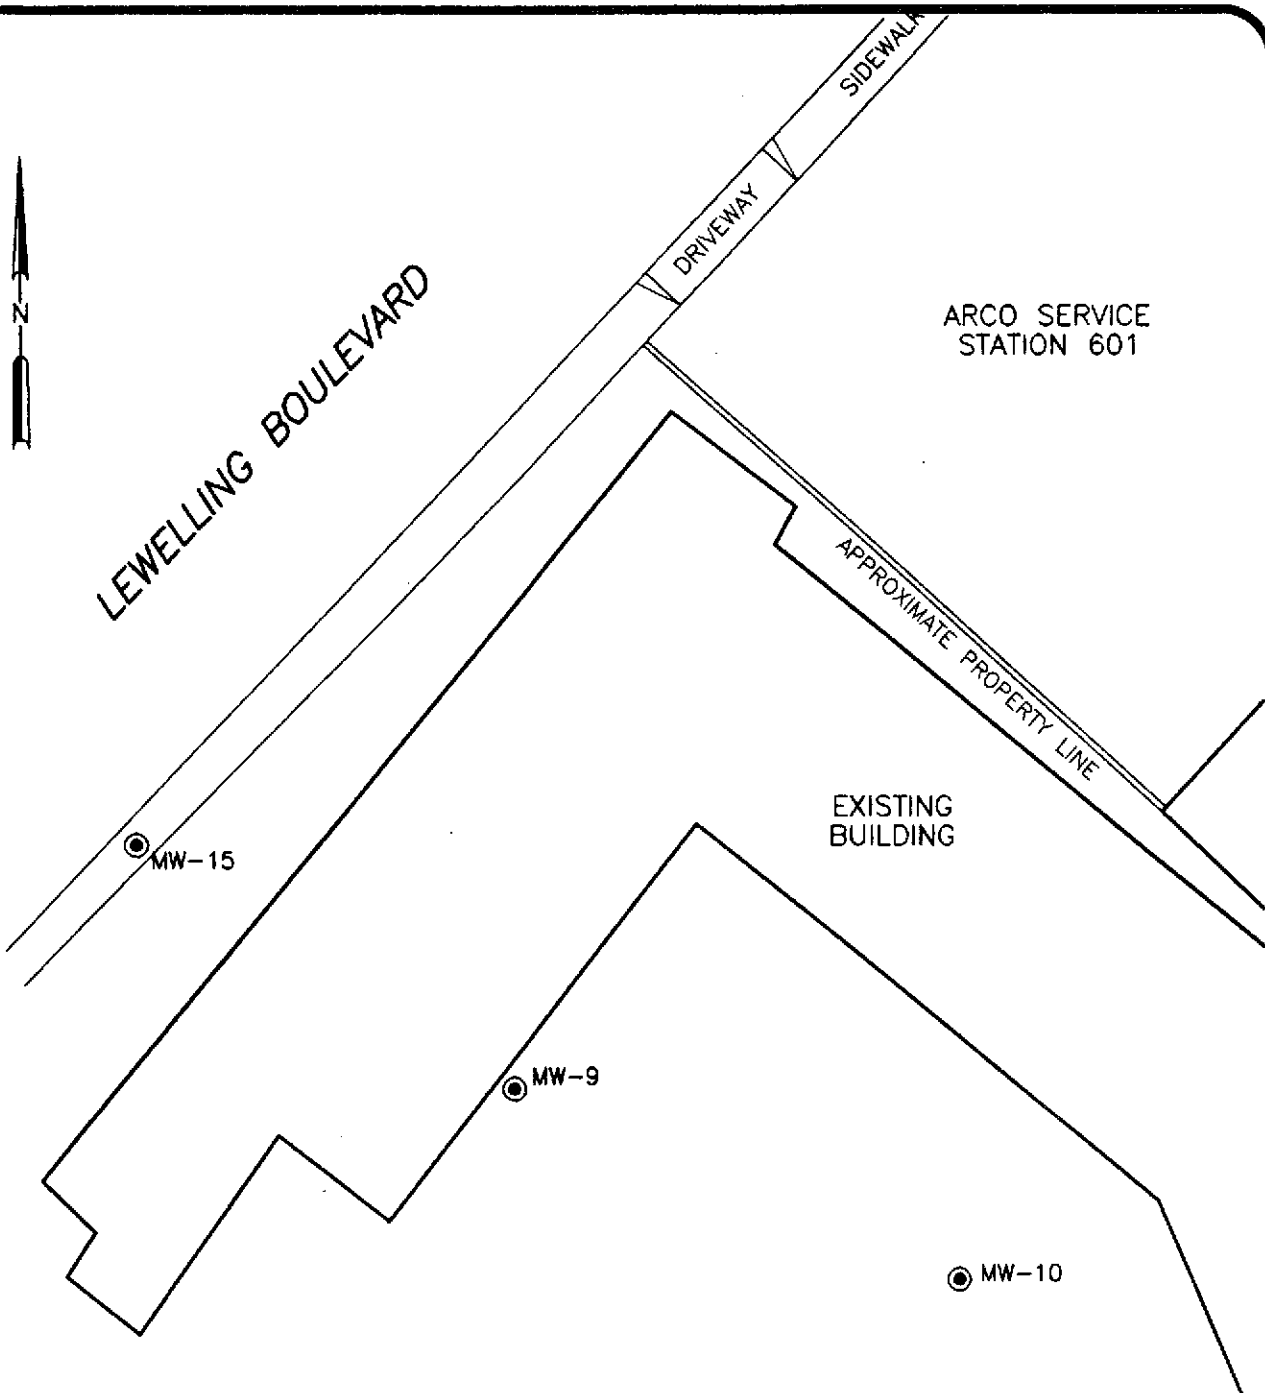 SIDEWALK
DRIVEWAY
N
LEWELLING BOULEVARD
ARCO SERVICE
STATION 601
APPROXIMATE PROPERTY LINE
EXISTING
BUILDING
MW-15
MW-9
MW-10